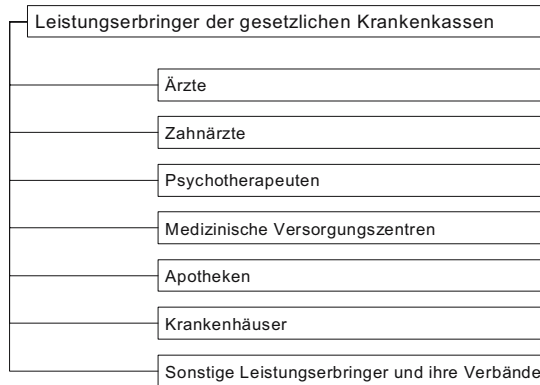 Leistungserbringer der gesetzlichen Krankenkassen
Ärzte
Zahnärzte
Psychotherapeuten
Medizinische Versorgungszentren
Apotheken
Krankenhäuser
Sonstige Leistungserbringer und ihre Verbände